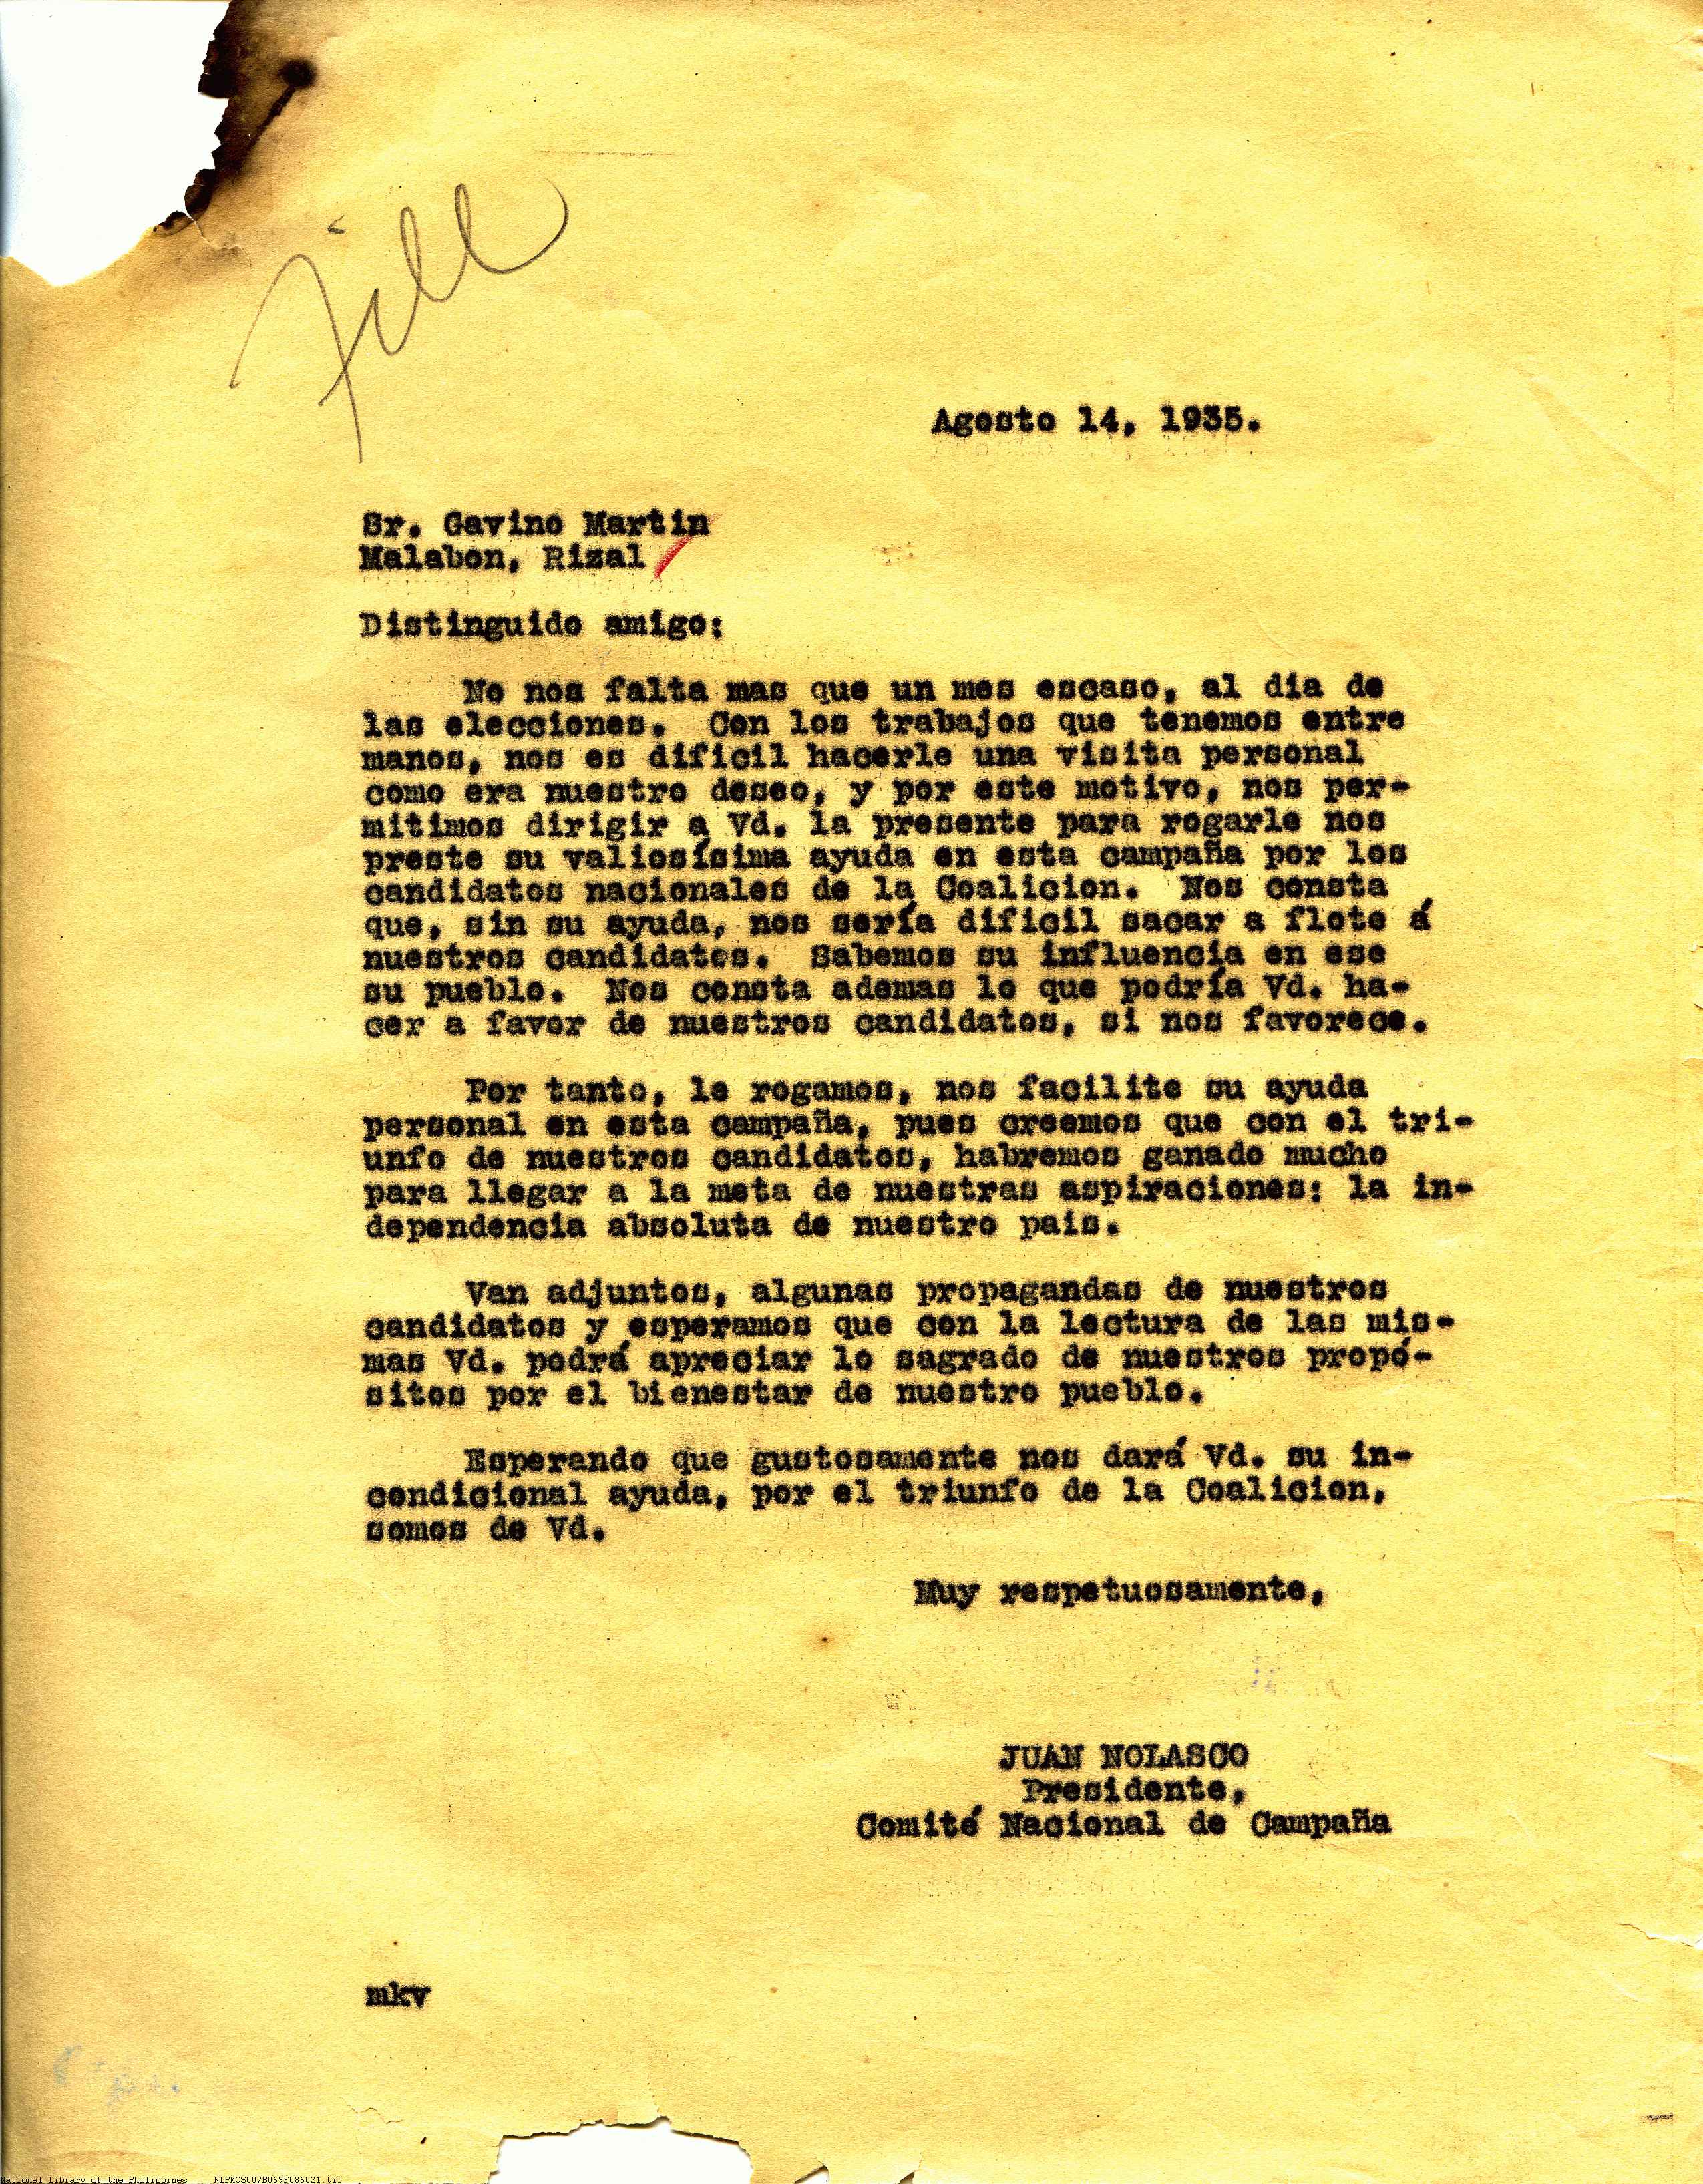 File
Agosto 14, 1935.
Sr. Gavino Martin
Malabon, Rizal
Distinguido amigo:
No nos falta mas que un mes escaso, al dia de
las elecciones. Con los trabajos que tenemos entre
manos, nos es dificil hacerle una visita personal
como era nuestro deseo, y por este motivo, nos per-
mitimos dirigir a Vd. la presente para rogarle nos
preste su valiosísima ayuda en esta campaña por los
candidatos nacionales de la Coalicion. Nos consta
que, sin su ayuda, nos sería dificil sacar a flote á
nuestros candidatos. Sabemos su influencia en ese
su pueblo. Nos consta ademas lo que podría Vd. ha-
cer a favor de nuestros candidatos, si nos favorece.
Por tanto, le rogamos, nos facilite su ayuda
personal en esta campaña, pues creemos que con el tri-
unfo de nuestros candidatos, habremos ganado mucho
para llegar a la meta de nuestras aspiraciones: la in-
dependencia absoluta de nuestro pais.
Van adjuntos, algunas propagandas de nuestros
candidatos y esperamos que con la lectura de las mis-
mas Vd. podrá apreciar lo sagrado de nuestros propó-
sitos por el bienestar de nuestro pueblo.
Esperando que gustosamente nos dará Vd. su in-
condicional ayuda, por el triunfo de la Coalicion,
somos de Vd.
Muy respetuosamente,
JUAN NOLASCO
Presidente,
Comité Nacional de Campaña
mkv
National Library of the Philippines NLPMQS007B069F086021.tif